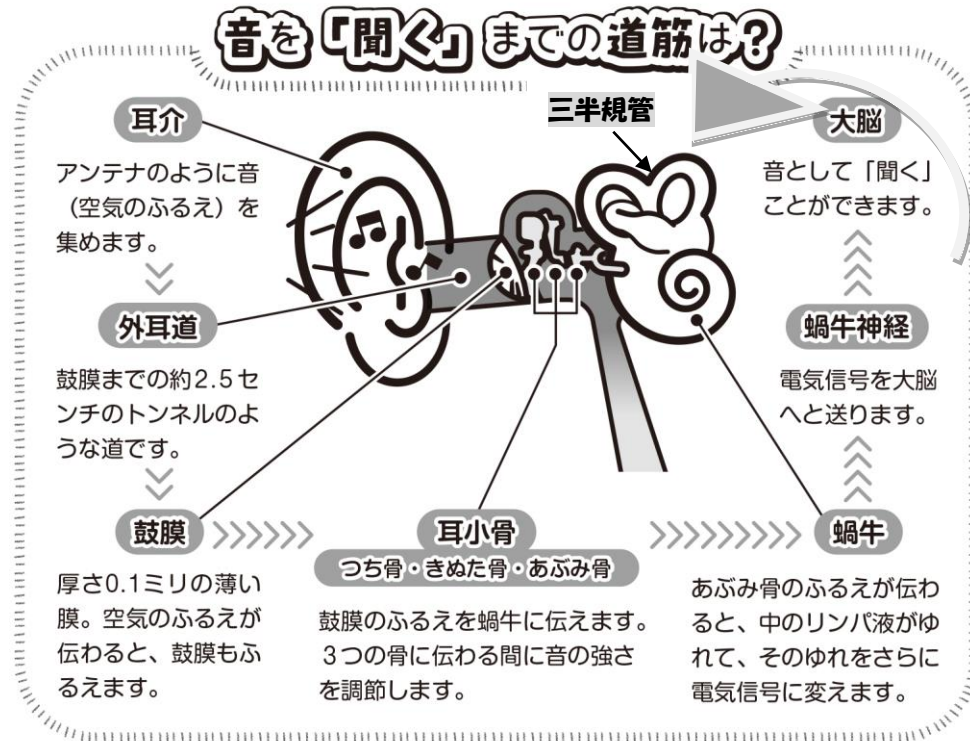 音を「聞く」までの道筋は？
三半規管
耳介
アンテナのように音
（空気のふるえ）を
集めます。
外耳道
鼓膜までの約2.5セ
ンチのトンネルのよ
うな道です。
鼓膜
厚さ0.1ミリの薄い
膜。空気のふるえが
伝わると、鼓膜もふ
るえます。
耳小骨
つち骨・きぬた骨・あぶみ骨
鼓膜のふるえを蝸牛に伝えます。
３つの骨に伝わる間に音の強さ
を調節します。
蝸牛
あぶみ骨のふるえが伝わ
ると、中のリンパ液がゆ
れて、そのゆれをさらに
電気信号に変えます。
蝸牛神経
電気信号を大脳
へと送ります。
大脳
音として「聞く」
ことができます。